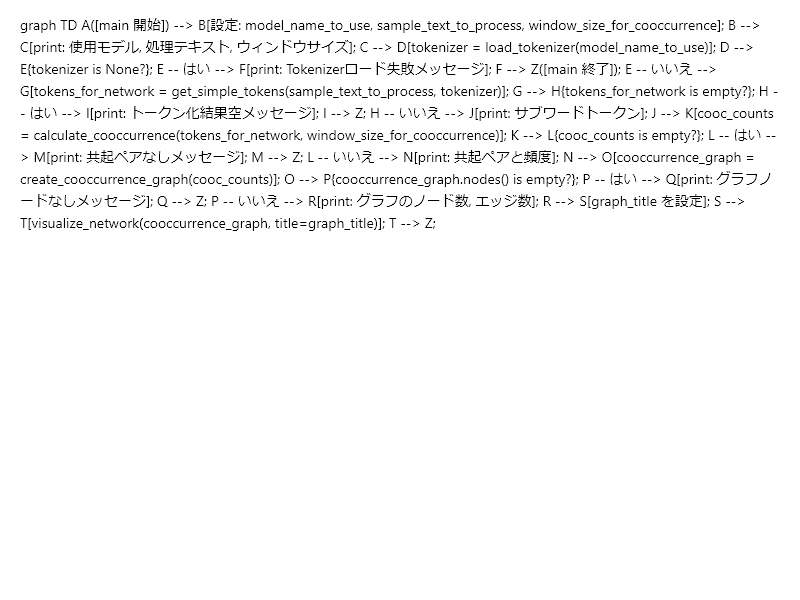 graph TD A([main 開始]) --> B[設定: model_name_to_use, sample_text_to_process, window_size_for_cooccurrence]; B -->
C[print: 使用モデル, 処理テキスト, ウィンドウサイズ]; C --> D[tokenizer = load_tokenizer(model_name_to_use)]; D -->
E{tokenizer is None?}; E -- はい --> F[print: Tokenizerロード失敗メッセージ]; F --> Z([main 終了]); E -- いいえ -->
G[tokens_for_network = get_simple_tokens(sample_text_to_process, tokenizer)]; G --> H{tokens_for_network is empty?}; H -
- はい --> I[print: トークン化結果空メッセージ]; I --> Z; H -- いいえ --> J[print: サブワードトークン]; J --> K[cooc_counts
= calculate_cooccurrence(tokens_for_network, window_size_for_cooccurrence)]; K --> L{cooc_counts is empty?}; L -- はい --
> M[print: 共起ペアなしメッセージ]; M --> Z; L -- いいえ --> N[print: 共起ペアと頻度]; N --> O[cooccurrence_graph =
create_cooccurrence_graph(cooc_counts)]; O --> P{cooccurrence_graph.nodes() is empty?}; P -- はい --> Q[print: グラフノ
ードなしメッセージ]; Q --> Z; P -- いいえ --> R[print: グラフのノード数, エッジ数]; R --> S[graph_title を設定]; S -->
T[visualize_network(cooccurrence_graph, title=graph_title)]; T --> Z;